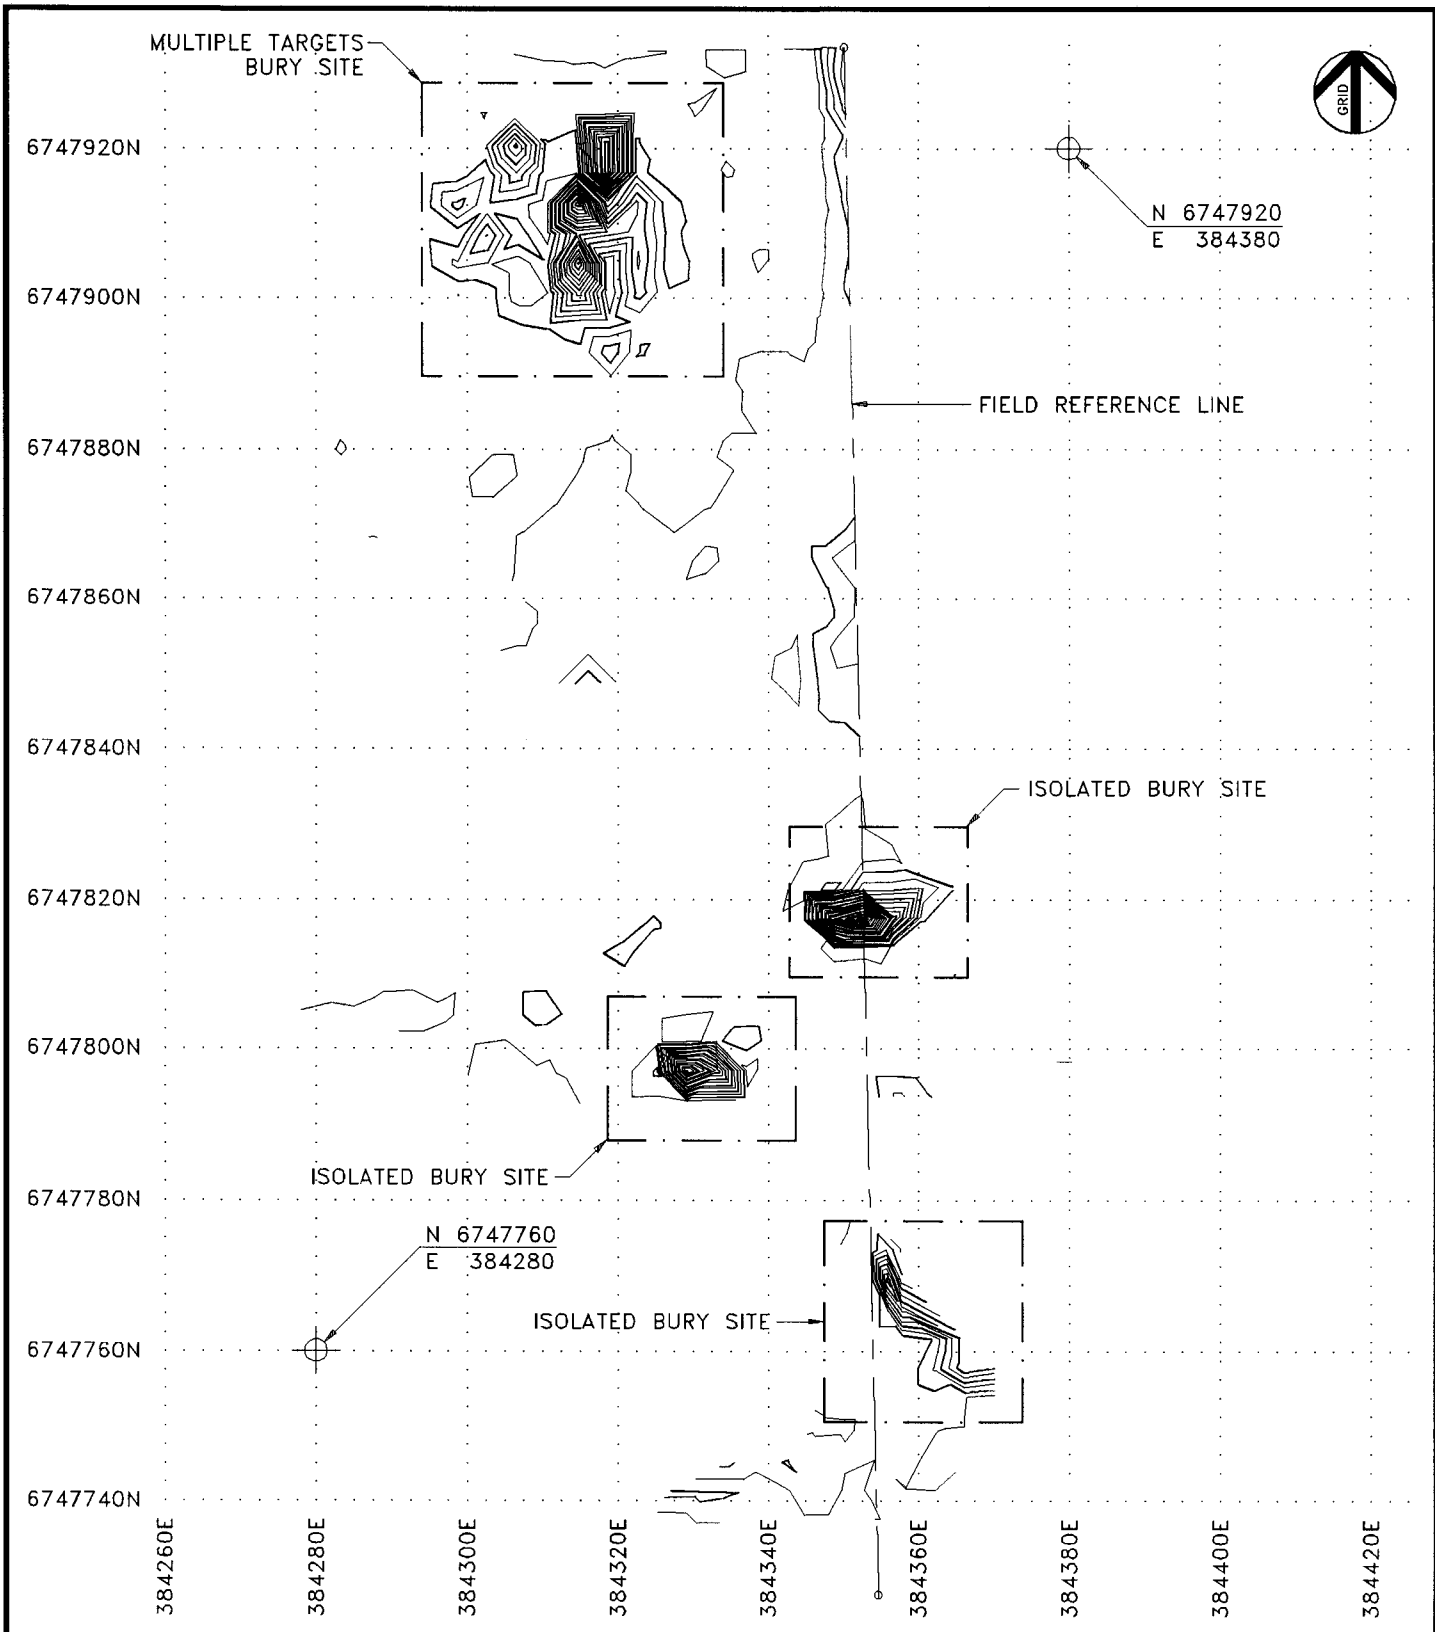 MULTIPLE TARGETS
BURY SITE
GRID
6747920N
N 6747920
E 384380
6747900N
FIELD REFERENCE LINE
6747880N
6747860N
6747840N
ISOLATED BURY SITE
6747820N
6747800N
ISOLATED BURY SITE
6747780N
N 6747760
E 384280
ISOLATED BURY SITE
6747760N
6747740N
384260E
384280E
384300E
384320E
384340E
384360E
384380E
384400E
384420E